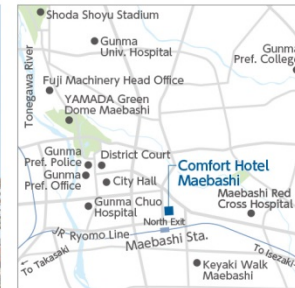 Shoda Shoyu Stadium
Gunma
Univ. Hospital
Gunma
Pref. College
Tonegawa River
Fuji Machinery Head Office
YAMADA Green
Dome Maebashi
Gunma
Pref. Police
District Court
Gunma
Pref. Office
City Hall
Comfort Hotel
Maebashi
Gunma Chuo
Hospital
Maebashi Red
Cross Hospital
North Exit
JR Ryomo Line
Maebashi Sta.
To Takasaki
To Isezaki
Keyaki Walk
Maebashi